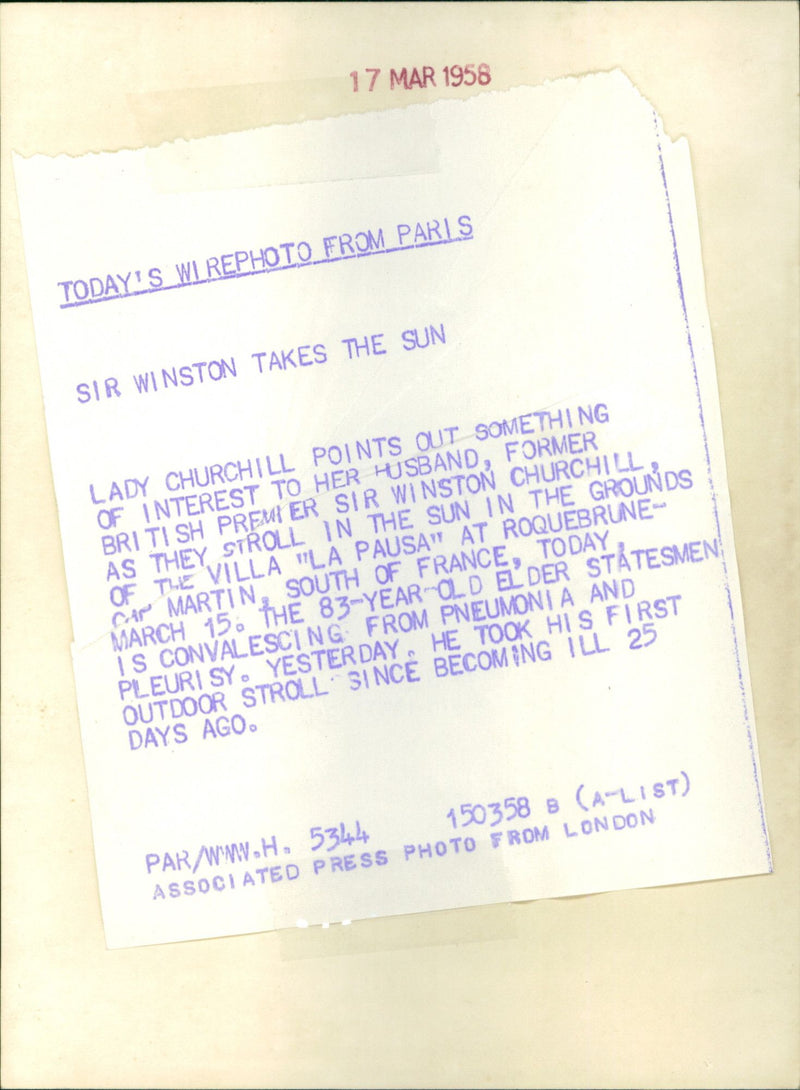 17 MAR 1958
TODAY'S WIREPHOTO FROM PARIS
SIR WINSTON TAKES THE SUN
LADY CHURCHILL POINTS OUT SOMETHING
OF INTEREST TO HER HUSBAND, FORMER
BRITISH PREMIER SIR WINSTON CHURCHILL,
AS THEY STROLL IN THE SUN IN THE GROUNDS
OF THE VILLA "LA PAUSA" AT ROQUEBRUNE-
CAP MARTIN, SOUTH OF FRANCE, TODAY,
MARCH 15. THE 83-YEAR-OLD ELDER STATESMEN
IS CONVALESCING FROM PNEUMONIA AND
PLEURISY. YESTERDAY, HE TOOK HIS FIRST
OUTDOOR STROLL SINCE BECOMING ILL 25
DAYS AGO.
PAR/WWW.H. 5344 150358 B (A-LIST)
ASSOCIATED PRESS PHOTO FROM LONDON